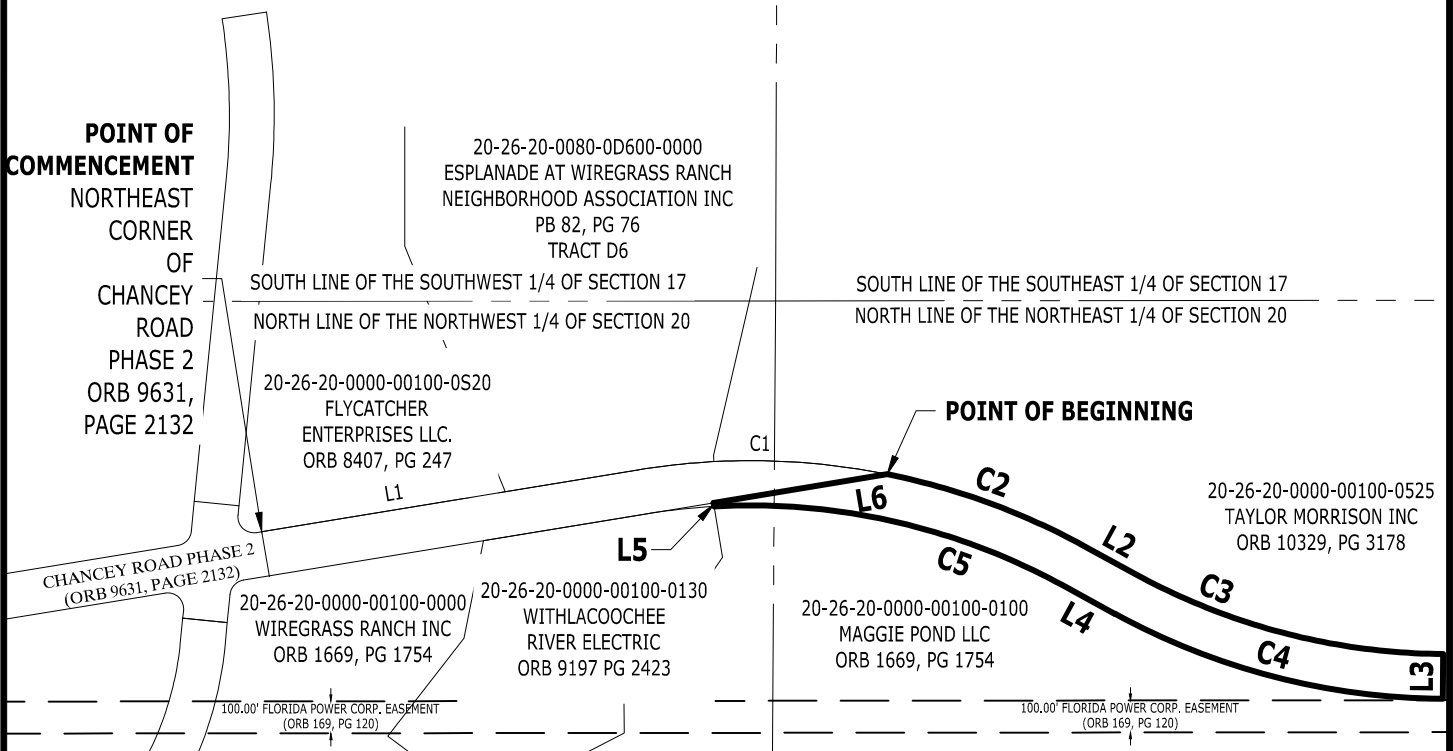 POINT OF
COMMENCEMENT
NORTHEAST
CORNER
OF
CHANCEY
ROAD
PHASE 2
ORB 9631,
PAGE 2132
20-26-20-0080-0D600-0000
ESPLANADE AT WIREGRASS RANCH
NEIGHBORHOOD ASSOCIATION INC
PB 82, PG 76
TRACT D6
SOUTH LINE OF THE SOUTHWEST 1/4 OF SECTION 17
NORTH LINE OF THE NORTHWEST 1/4 OF SECTION 20
SOUTH LINE OF THE SOUTHEAST 1/4 OF SECTION 17
NORTH LINE OF THE NORTHEAST 1/4 OF SECTION 20
20-26-20-0000-00100-0S20
FLYCATCHER
ENTERPRISES LLC.
ORB 8407, PG 247
L1
C1
POINT OF BEGINNING
C2
L6
L5
C5
L2
C3
L4
C4
L3
20-26-20-0000-00100-0525
TAYLOR MORRISON INC
ORB 10329, PG 3178
CHANCEY ROAD PHASE 2
(ORB 9631, PAGE 2132)
20-26-20-0000-00100-0000
WIREGRASS RANCH INC
ORB 1669, PG 1754
20-26-20-0000-00100-0130
WITHLACOOCHEE
RIVER ELECTRIC
ORB 9197 PG 2423
20-26-20-0000-00100-0100
MAGGIE POND LLC
ORB 1669, PG 1754
100.00' FLORIDA POWER CORP. EASEMENT
(ORB 169, PG 120)
100.00' FLORIDA POWER CORP. EASEMENT
(ORB 169, PG 120)